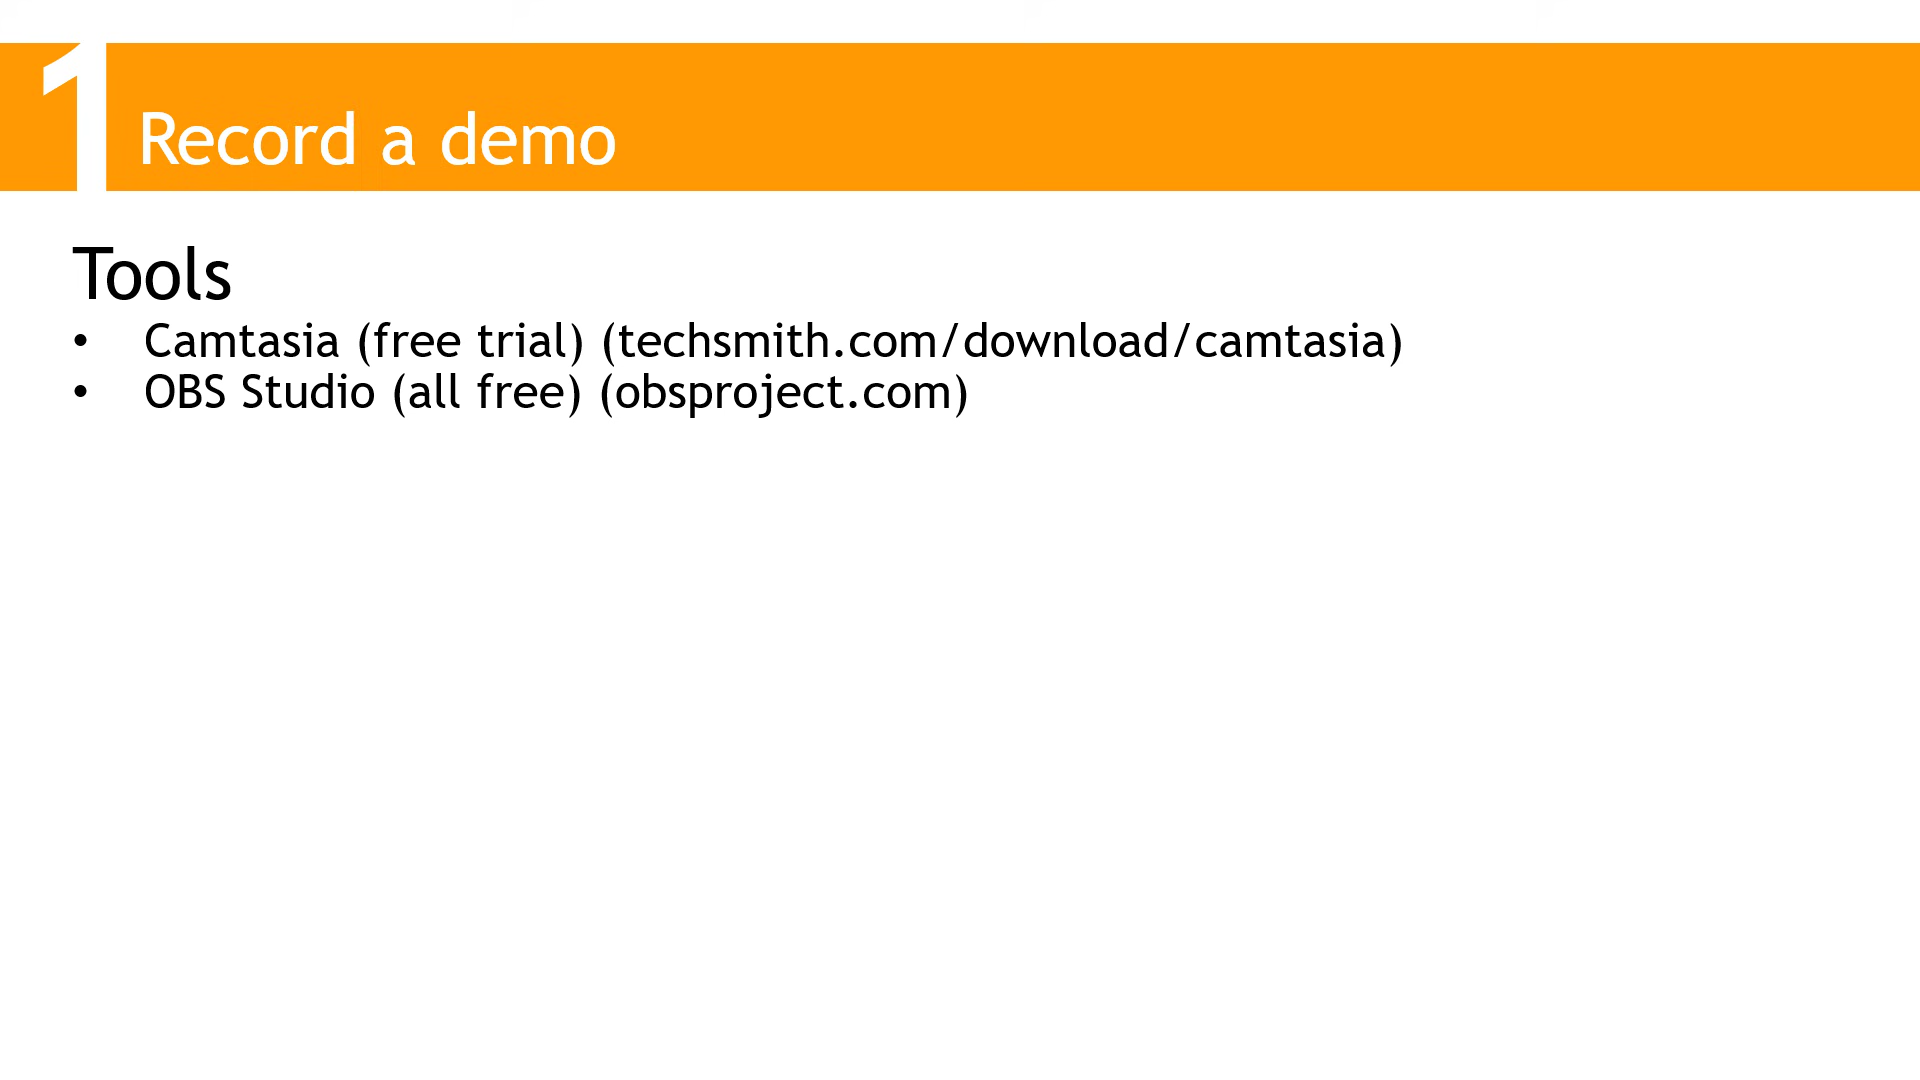 1 Record a demo
Tools
• Camtasia (free trial) (techsmith.com/download/camtasia)
• OBS Studio (all free) (obsproject.com)